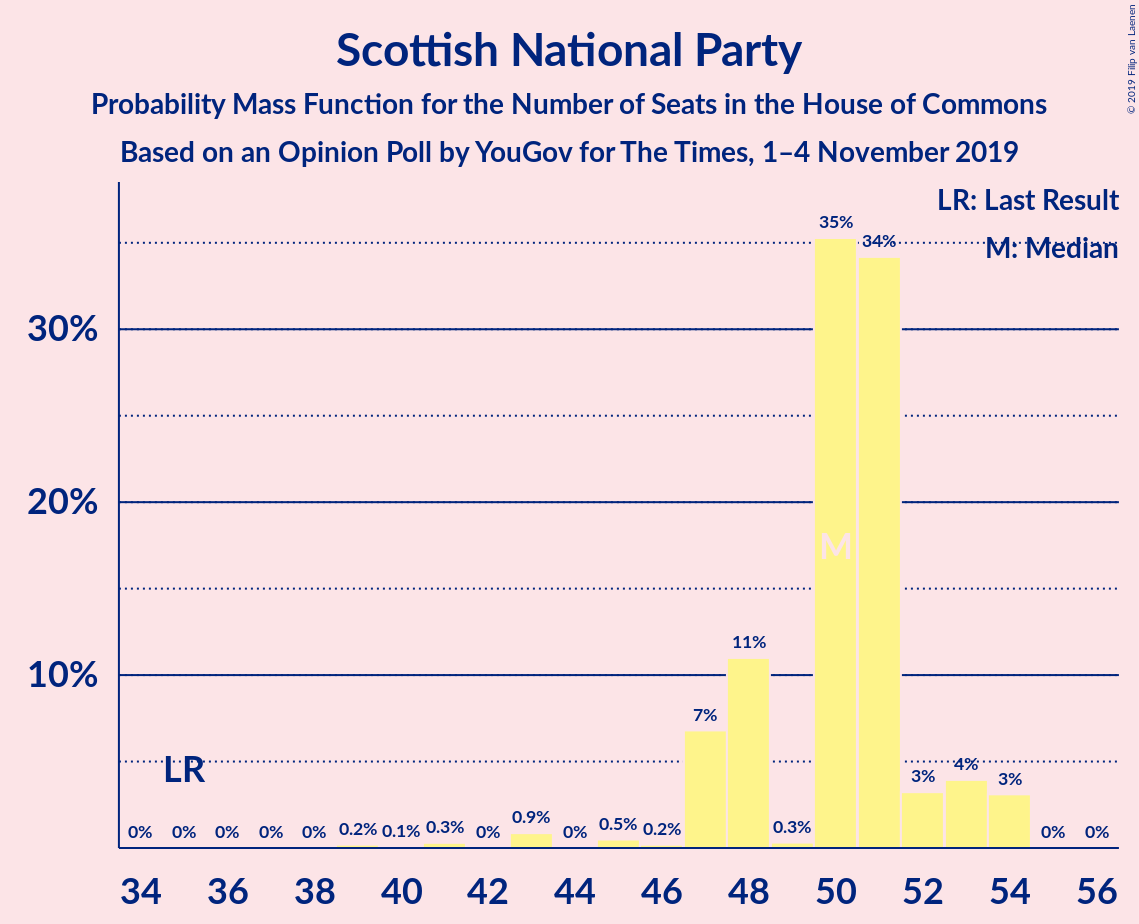 Scottish National Party
Probability Mass Function for the Number of Seats in the House of Commons
Based on an Opinion Poll by YouGov for The Times, 1–4 November 2019
© 2019 Filip van Laenen
LR: Last Result
M: Median
35%
34%
30%
20%
M
11%
10%
7%
LR
3%
4%
3%
0%
0%
0%
0%
0%
0.2%
0.1%
0.3%
0%
0.9%
0%
0.5%
0.2%
0.3%
0%
0%
34 36 38 40 42 44 46 48 50 52 54 56